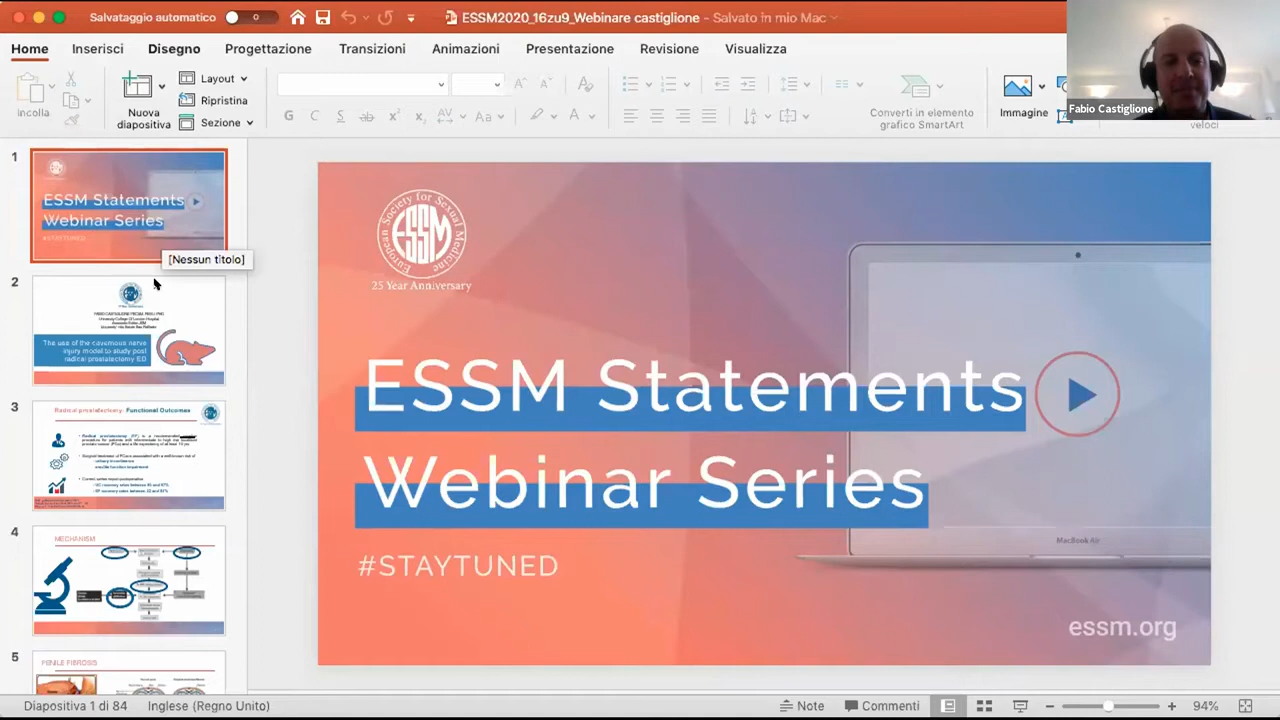 Salvataggio automatico
ESSM2020_16zu9_Webinare castiglione - Salvato in mio Mac
Home Inserisci Disegno Progettazione Transizioni Animazioni Presentazione Revisione Visualizza
Incolla
Nuova diapositiva
Layout
Ripristina
Sezione
G C S ab AV Aa A
Converti in elemento grafico SmartArt
Immagine
veloci
Fabio Castiglione
1
ESSM Statements
Webinar Series
#STAYTUNED
[Nessun titolo]
2
The use of the cavernous nerve
injury model to study post
radical prostatectomy ED
3
Radical prostatectomy: Functional Outcomes
4
MECHANISM
5
PENILE FIBROSIS
European Society for Sexual Medicine
ESSM
25 Year Anniversary
ESSM Statements
Webinar Series
#STAYTUNED
MacBook Air
essm.org
Diapositiva 1 di 84 Inglese (Regno Unito) Note Commenti 94%